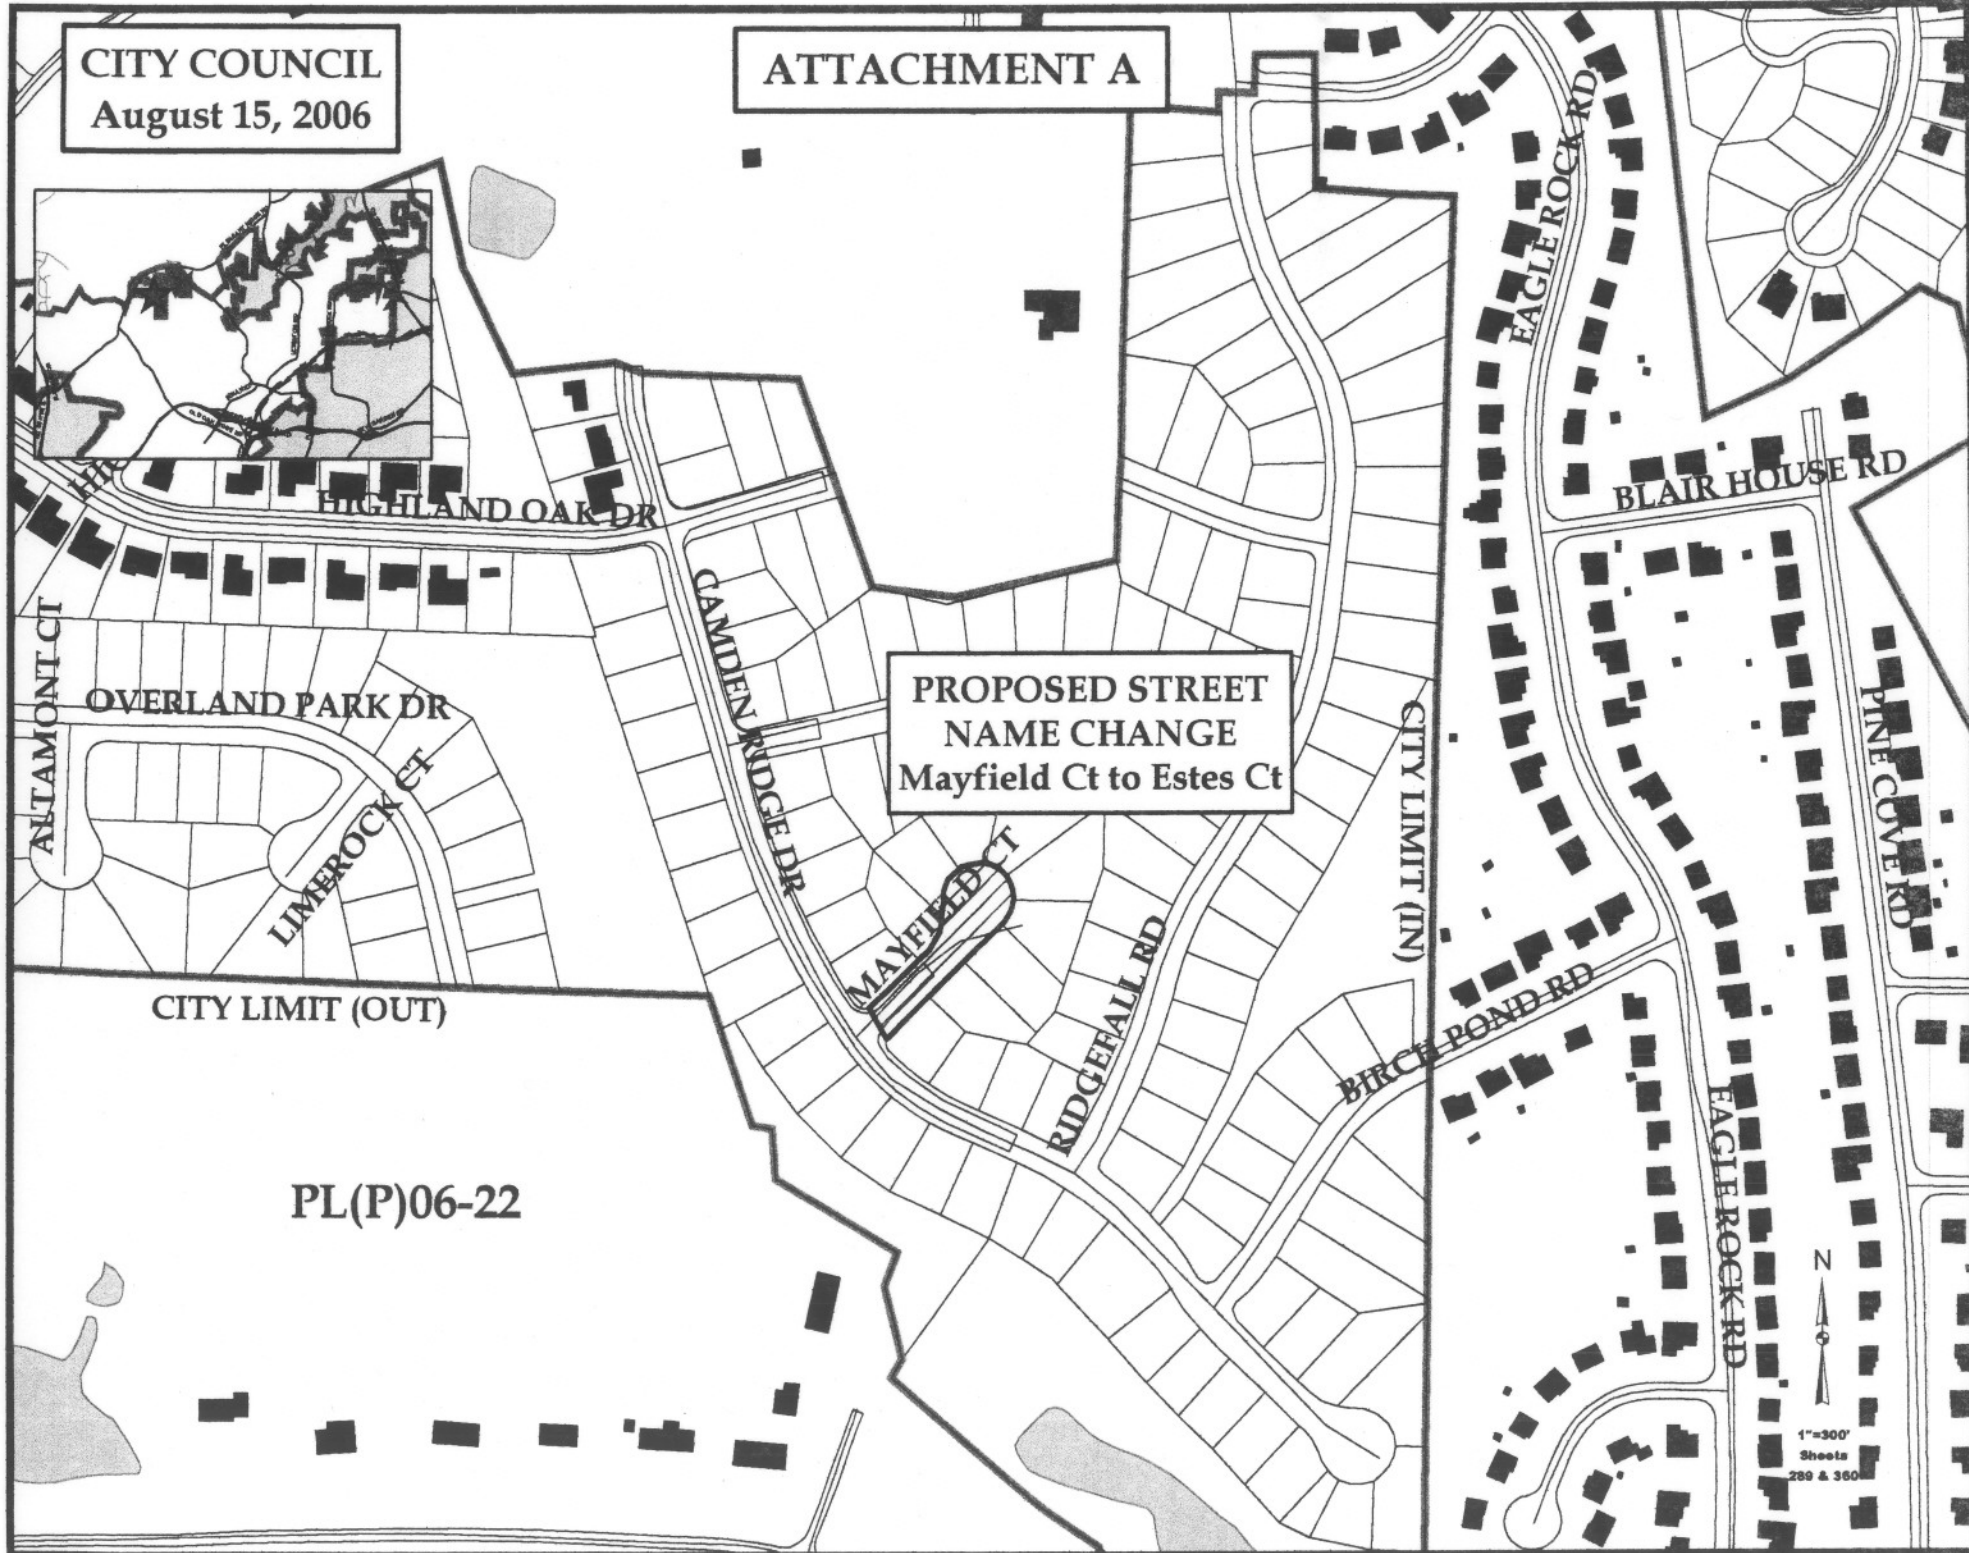 CITY COUNCIL
August 15, 2006
ATTACHMENT A
EAGLE ROCK RD
HIGHLAND OAK DR
BLAIR HOUSE RD
ALTAMONT CT
OVERLAND PARK DR
LIMEROCK CT
CAMDEN RIDGE DR
PROPOSED STREET
NAME CHANGE
Mayfield Ct to Estes Ct
CITY LIMIT (IN)
PINE COVE RD
MAYFIELD CT
RIDGEFALL RD
BIRCH POND RD
CITY LIMIT (OUT)
PL(P)06-22
EAGLE ROCK RD
N
1"=300'
Sheets
289 & 360